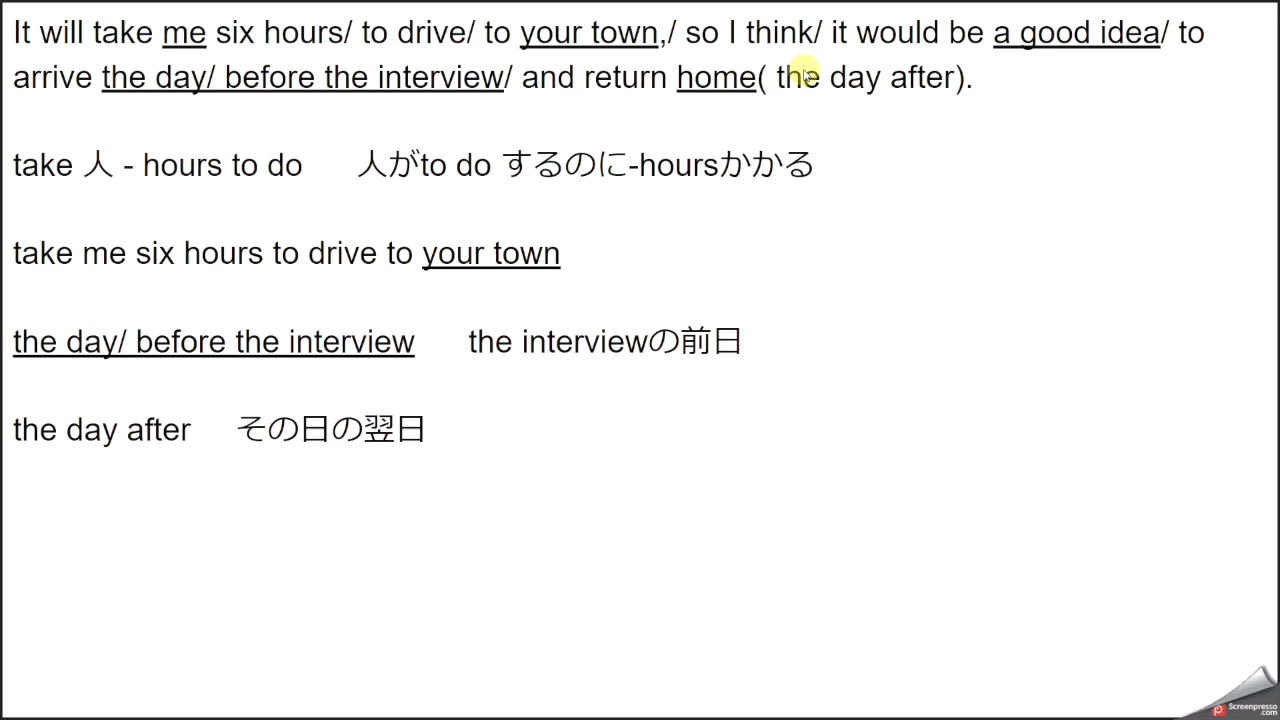 It will take me six hours/ to drive/ to your town,/ so I think/ it would be a good idea/ to
arrive the day/ before the interview/ and return home( the day after).
take 人 - hours to do 人がto do するのに-hoursかかる
take me six hours to drive to your town
the day/ before the interview the interviewの前日
the day after その日の翌日
Screenpresso
.com